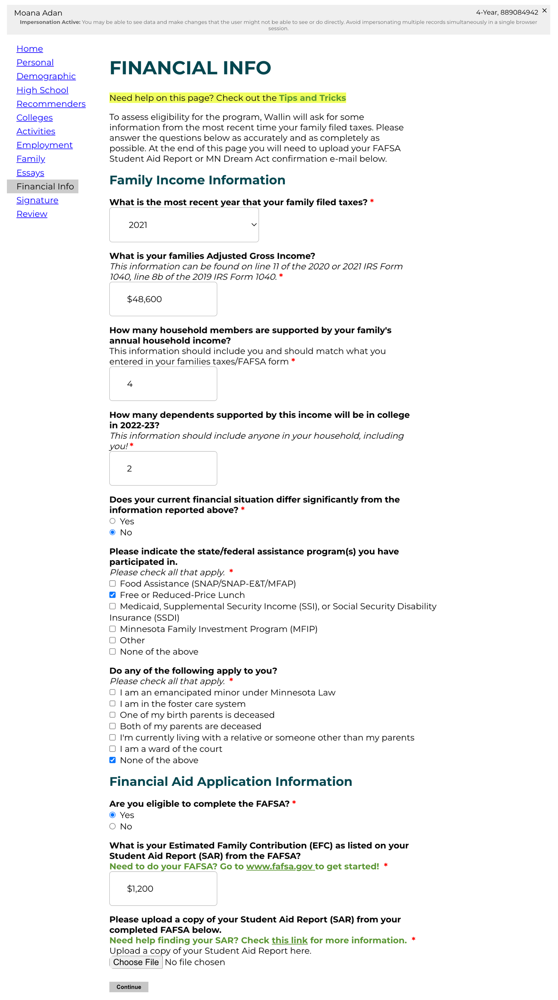 Moana Adan
4-Year, 889084942 ×
Impersonation Active: You may be able to see data and make changes that the user might not be able to see or do directly. Avoid impersonating multiple records simultaneously in a single browser
session.
Home
Personal
Demographic
High School
Recommenders
Colleges
Activities
Employment
Family
Essays
Financial Info
Signature
Review
FINANCIAL INFO
Need help on this page? Check out the Tips and Tricks
To assess eligibility for the program, Wallin will ask for some
information from the most recent time your family filed taxes. Please
answer the questions below as accurately and as completely as
possible. At the end of this page you will need to upload your FAFSA
Student Aid Report or MN Dream Act confirmation e-mail below.
Family Income Information
What is the most recent year that your family filed taxes? *
2021
What is your families Adjusted Gross Income?
This information can be found on line 11 of the 2020 or 2021 IRS Form
1040, line 8b of the 2019 IRS Form 1040. *
$48,600
How many household members are supported by your family's
annual household income?
This information should include you and should match what you
entered in your families taxes/FAFSA form *
4
How many dependents supported by this income will be in college
in 2022-23?
This information should include anyone in your household, including
you! *
2
Does your current financial situation differ significantly from the
information reported above? *
Yes
No
Please indicate the state/federal assistance program(s) you have
participated in.
Please check all that apply. *
Food Assistance (SNAP/SNAP-E&T/MFAP)
Free or Reduced-Price Lunch
Medicaid, Supplemental Security Income (SSI), or Social Security Disability
Insurance (SSDI)
Minnesota Family Investment Program (MFIP)
Other
None of the above
Do any of the following apply to you?
Please check all that apply. *
I am an emancipated minor under Minnesota Law
I am in the foster care system
One of my birth parents is deceased
Both of my parents are deceased
I'm currently living with a relative or someone other than my parents
I am a ward of the court
None of the above
Financial Aid Application Information
Are you eligible to complete the FAFSA? *
Yes
No
What is your Estimated Family Contribution (EFC) as listed on your
Student Aid Report (SAR) from the FAFSA?
Need to do your FAFSA? Go to www.fafsa.gov to get started! *
$1,200
Please upload a copy of your Student Aid Report (SAR) from your
completed FAFSA below.
Need help finding your SAR? Check this link for more information. *
Upload a copy of your Student Aid Report here.
Choose File No file chosen
Continue